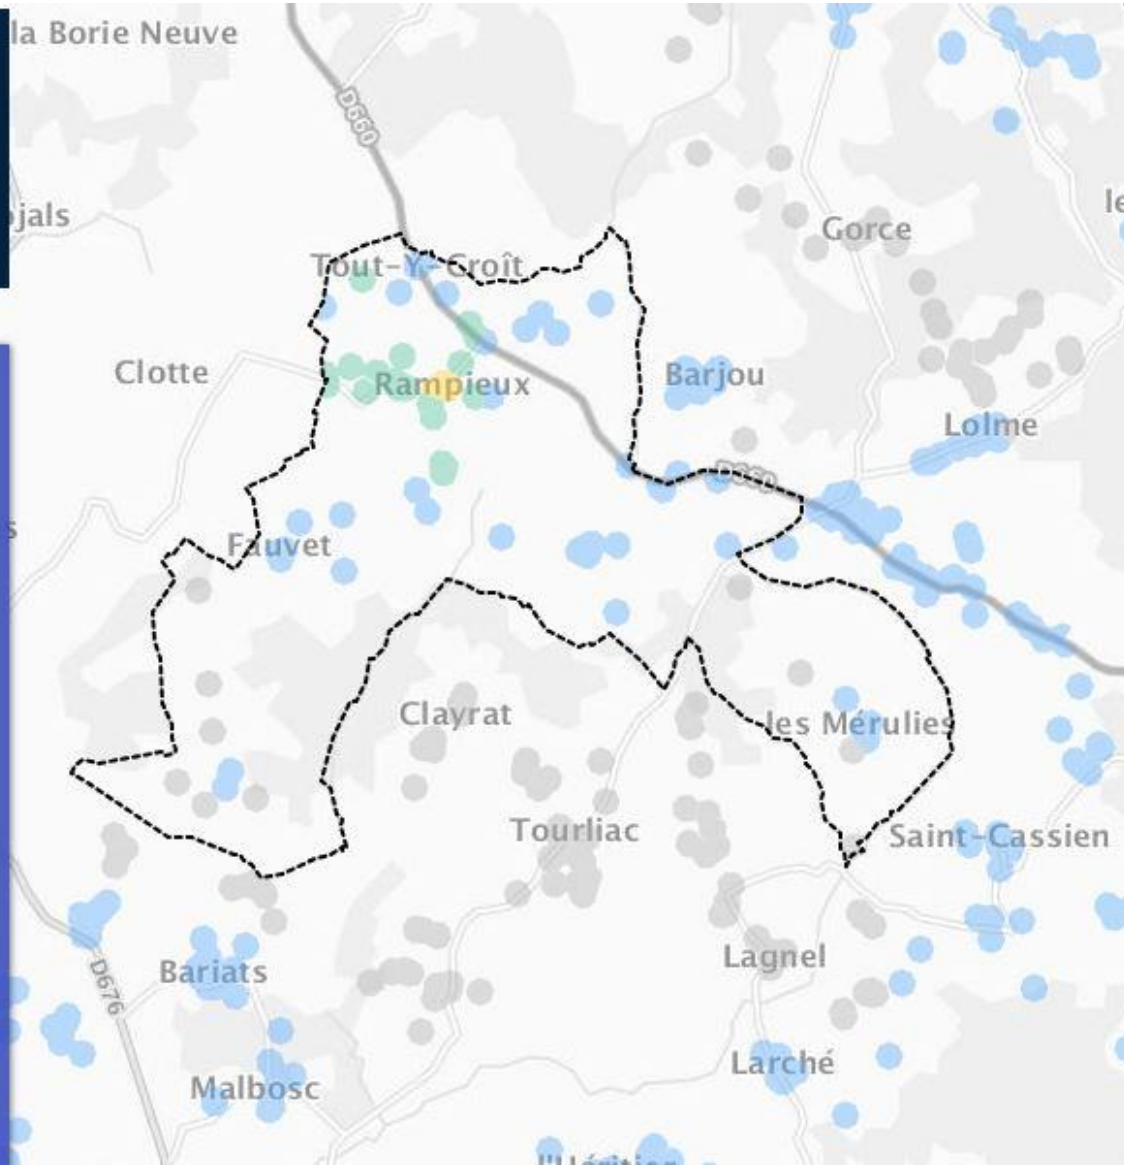 la Borie Neuve
D660
jals
le
Gorce
Tout-Y-Croît
Clotte
Rampieux
Barjou
Lolme
D660
s
Fauvet
Clayrat
les Mérulies
Tourliac
Saint-Cassien
Lagnel
Bariats
D676
Larché
Malbosc
l'Héritier